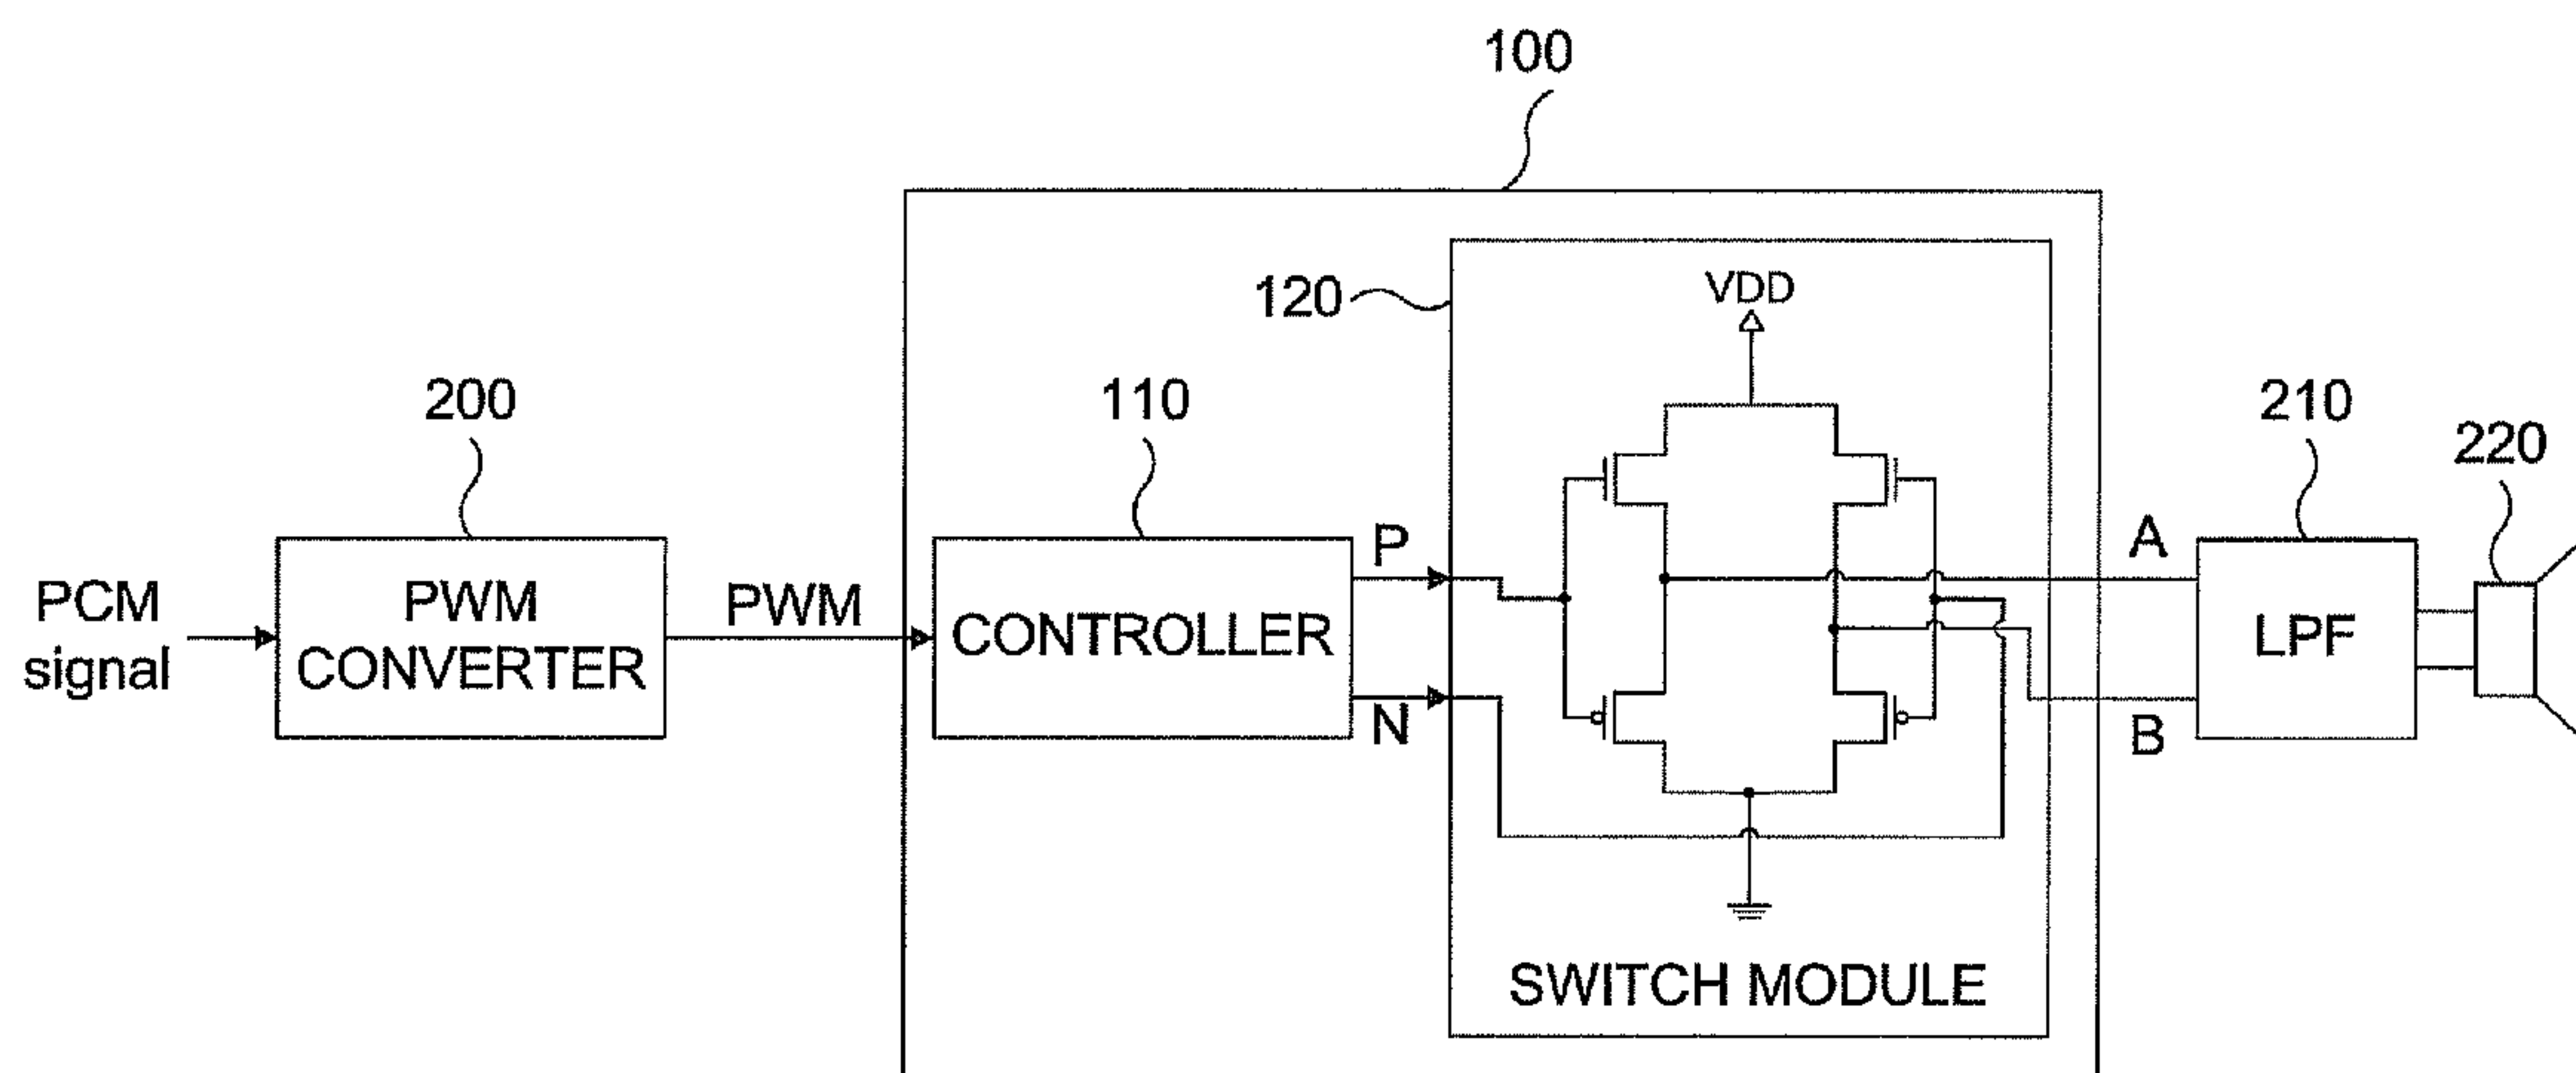 100
120
VDD
200
110
210
220
PCM
signal
PWM
CONVERTER
PWM
CONTROLLER
P
N
A
B
LPF
SWITCH MODULE